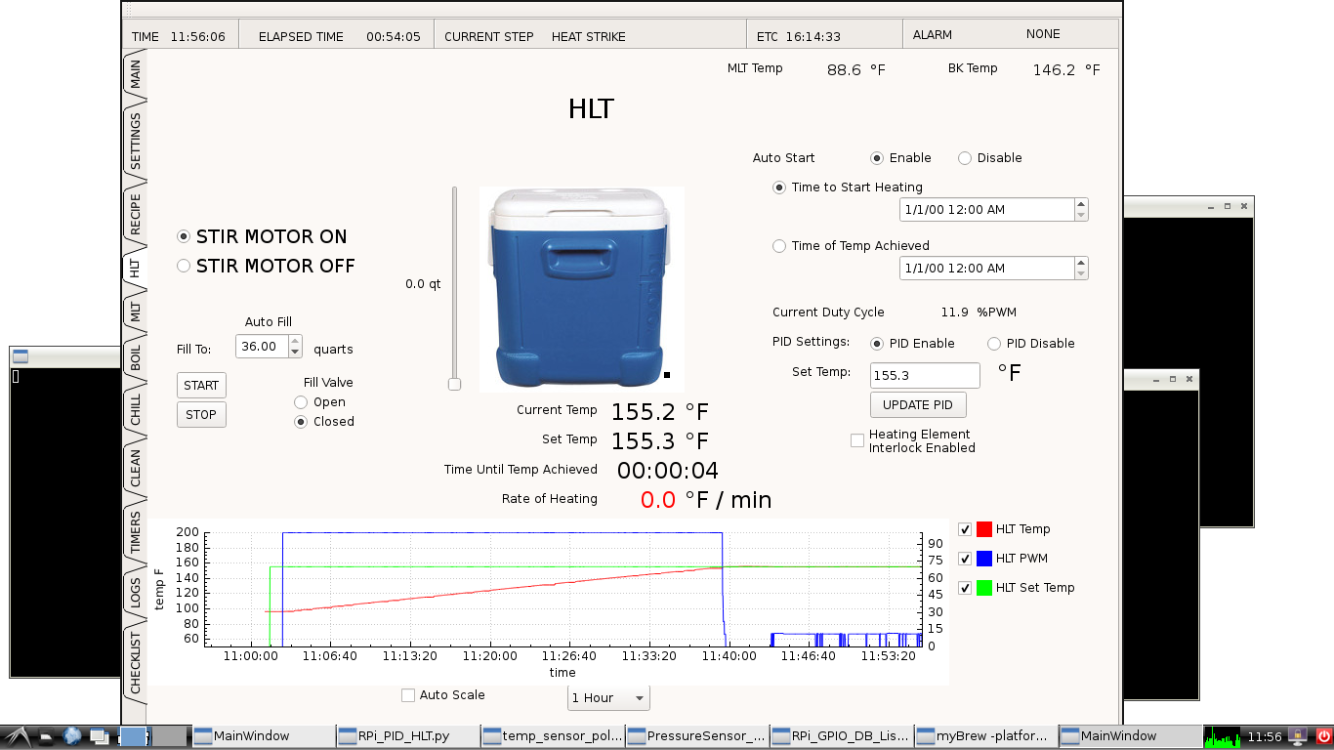 TIME 11:56:06 ELAPSED TIME 00:54:05 CURRENT STEP HEAT STRIKE ETC 16:14:33 ALARM NONE
MLT Temp 88.6 °F BK Temp 146.2 °F
MAIN
SETTINGS
RECIPE
HLT
MLT
BOIL
CHILL
CLEAN
TIMERS
LOGS
CHECKLIST
HLT
STIR MOTOR ON
STIR MOTOR OFF
0.0 qt
Auto Fill
Fill To: 36.00 quarts
START
STOP
Fill Valve
Open
Closed
Auto Start Enable Disable
Time to Start Heating
1/1/00 12:00 AM
Time of Temp Achieved
1/1/00 12:00 AM
Current Duty Cycle 11.9 %PWM
PID Settings: PID Enable PID Disable
Set Temp: 155.3 °F
UPDATE PID
Heating Element
Interlock Enabled
Current Temp 155.2 °F
Set Temp 155.3 °F
Time Until Temp Achieved 00:00:04
Rate of Heating 0.0 °F / min
temp F
200
180
160
140
120
100
80
60
90
75
60
45
30
15
0
11:00:00 11:06:40 11:13:20 11:20:00 11:26:40 11:33:20 11:40:00 11:46:40 11:53:20
time
HLT Temp
HLT PWM
HLT Set Temp
Auto Scale 1 Hour
MainWindow RPi_PID_HLT.py temp_sensor_pol... PressureSensor_... RPi_GPIO_DB_Lis... myBrew -platfor... MainWindow 11:56